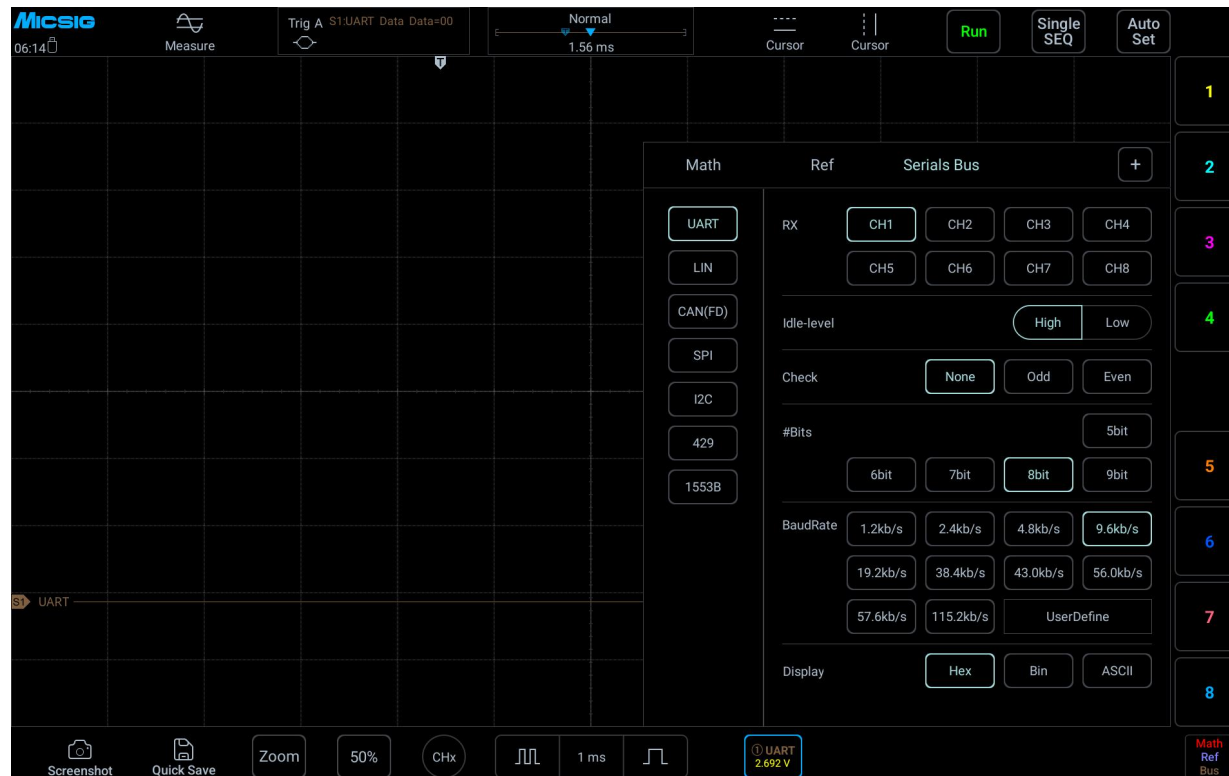 Micsig
06:14
Measure
Trig A S1:UART Data Data=00
Normal
1.56 ms
Cursor
Cursor
Run
Single SEQ
Auto Set
T
1
2
3
4
5
6
7
8
Math Ref Serials Bus +
UART
LIN
CAN(FD)
SPI
I2C
429
1553B
RX CH1 CH2 CH3 CH4
CH5 CH6 CH7 CH8
Idle-level High Low
Check None Odd Even
#Bits 5bit
6bit 7bit 8bit 9bit
BaudRate 1.2kb/s 2.4kb/s 4.8kb/s 9.6kb/s
19.2kb/s 38.4kb/s 43.0kb/s 56.0kb/s
57.6kb/s 115.2kb/s UserDefine
Display Hex Bin ASCII
S1 UART
Screenshot
Quick Save
Zoom
50%
CHx
1 ms
1 UART
2.692 V
Math
Ref
Bus